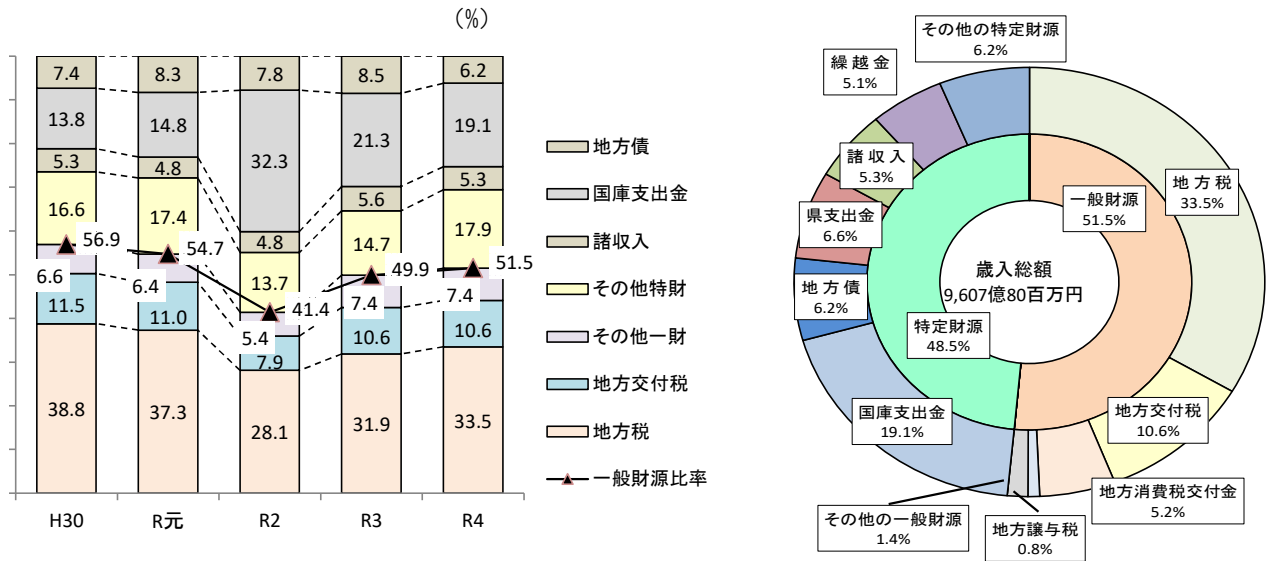 (%)
7.4
8.3
7.8
8.5
6.2
13.8
14.8
32.3
21.3
19.1
5.3
4.8
4.8
5.6
5.3
16.6
17.4
13.7
14.7
17.9
56.9
54.7
41.4
49.9
51.5
6.6
6.4
5.4
7.4
7.4
11.5
11.0
7.9
10.6
10.6
38.8
37.3
28.1
31.9
33.5
H30
R元
R2
R3
R4
地方債
国庫支出金
諸収入
その他特財
その他一財
地方交付税
地方税
一般財源比率
その他の特定財源
6.2%
繰越金
5.1%
諸収入
5.3%
県支出金
6.6%
地方債
6.2%
国庫支出金
19.1%
特定財源
48.5%
一般財源
51.5%
歳入総額
9,607億80百万円
地方税
33.5%
地方交付税
10.6%
地方消費税交付金
5.2%
地方譲与税
0.8%
その他の一般財源
1.4%